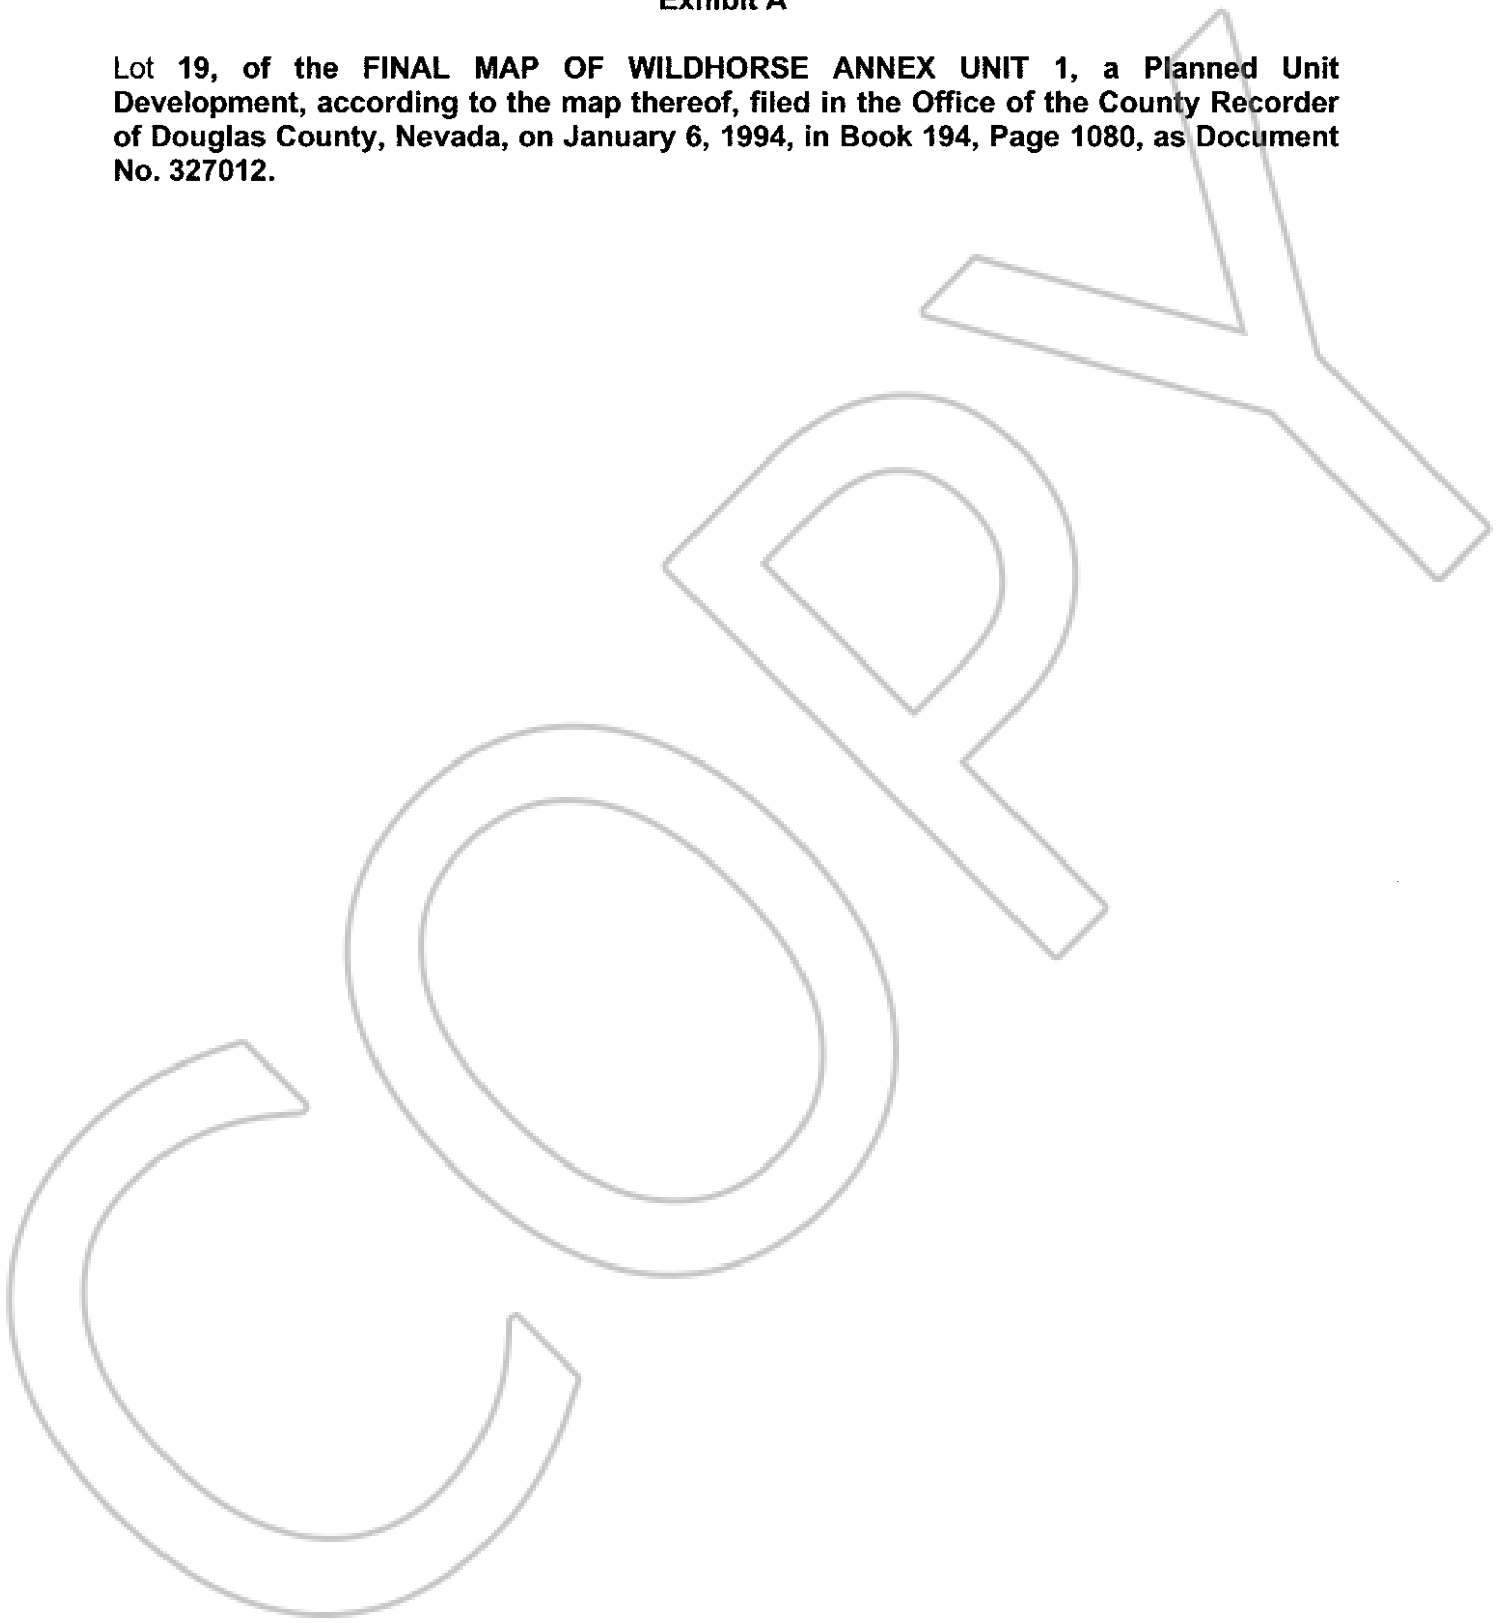 Exhibit A
Lot 19, of the FINAL MAP OF WILDHORSE ANNEX UNIT 1, a Planned Unit
Development, according to the map thereof, filed in the Office of the County Recorder
of Douglas County, Nevada, on January 6, 1994, in Book 194, Page 1080, as Document
No. 327012.
COPY